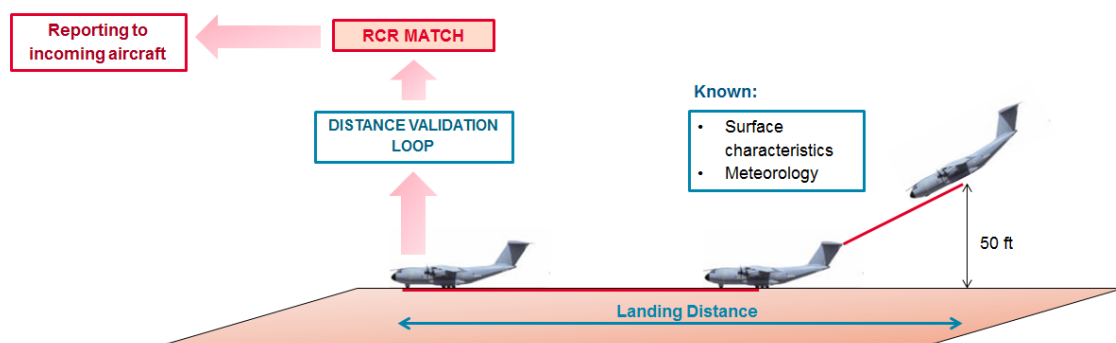 Reporting to
incoming aircraft
RCR MATCH
DISTANCE VALIDATION
LOOP
Known:
• Surface
characteristics
• Meteorology
50 ft
Landing Distance